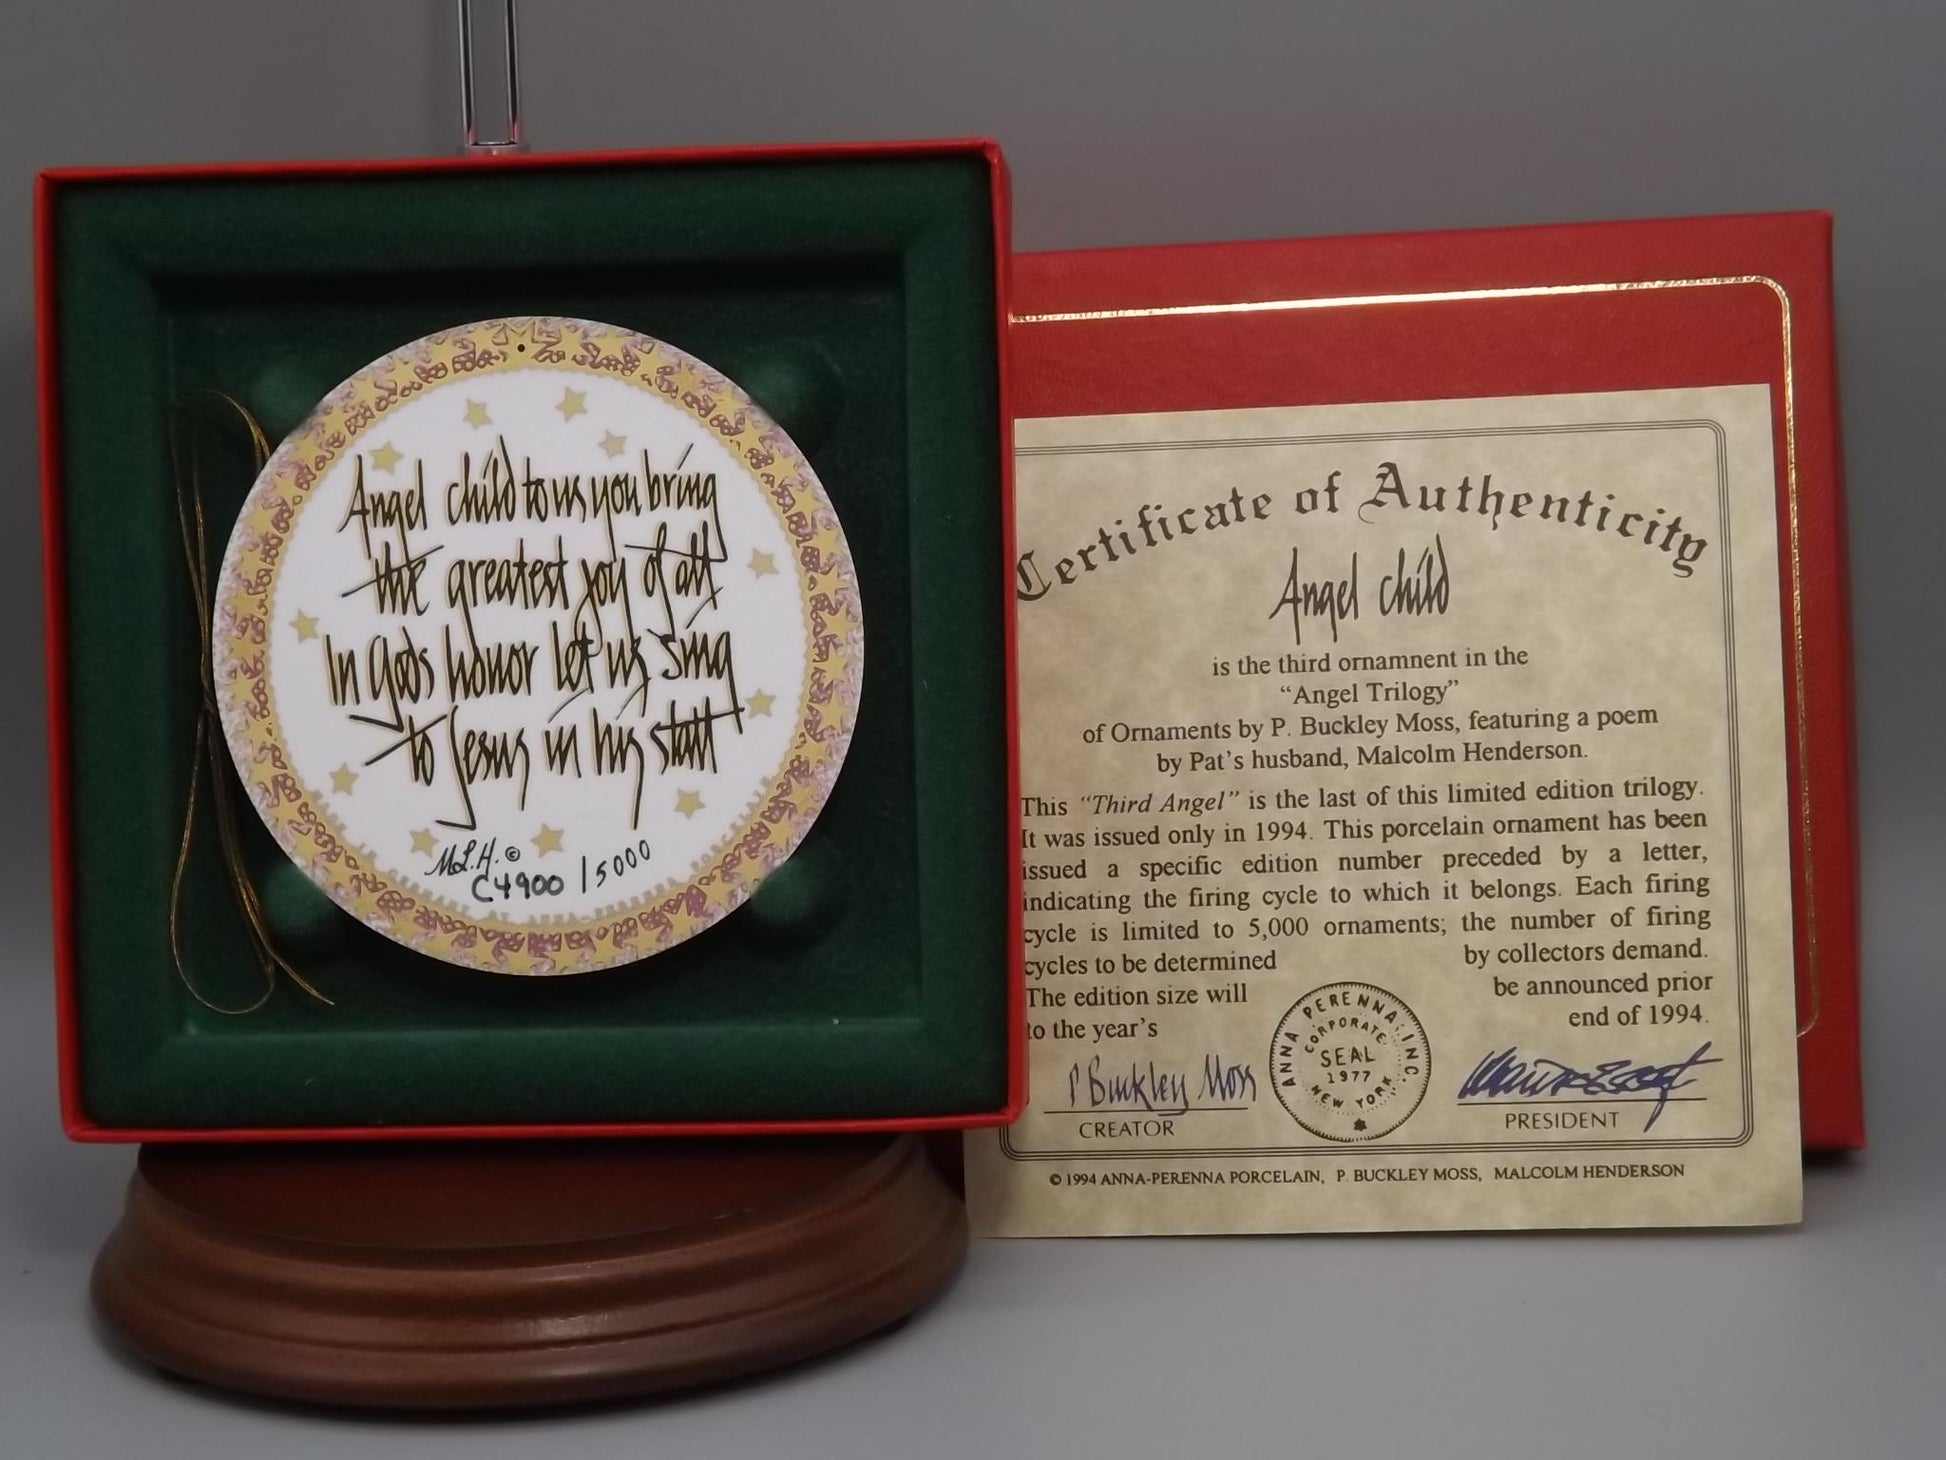 Angel child to us you bring
the greatest joy of all
In Gods honor let us sing
to Jesus in his stall
M.L.H. ©
C4900 / 5000
Certificate of Authenticity
Angel child
is the third ornamnent in the
“Angel Trilogy”
of Ornaments by P. Buckley Moss, featuring a poem
by Pat's husband, Malcolm Henderson.
This “Third Angel” is the last of this limited edition trilogy.
It was issued only in 1994. This porcelain ornament has been
issued a specific edition number preceded by a letter,
indicating the firing cycle to which it belongs. Each firing
cycle is limited to 5,000 ornaments; the number of firing
cycles to be determined by collectors demand.
The edition size will be announced prior
to the year's end of 1994.
ANNA PERENNA, INC.
CORPORATE
SEAL
1977
NEW YORK
P Buckley Moss
CREATOR
PRESIDENT
© 1994 ANNA-PERENNA PORCELAIN, P. BUCKLEY MOSS, MALCOLM HENDERSON